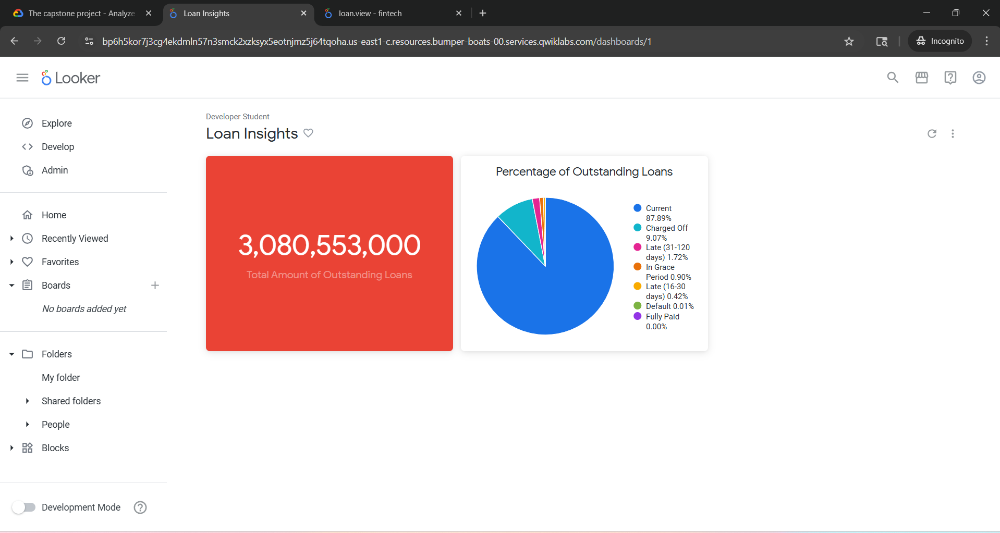 The capstone project - Analyze
Loan Insights
loan.view - fintech
bp6h5kor7j3cg4ekdmln57n3smck2xzksyx5eotnjmz5j64tqoha.us-east1-c.resources.bumper-boats-00.services.qwiklabs.com/dashboards/1
Incognito
Looker
Explore
Develop
Admin
Home
Recently Viewed
Favorites
Boards
No boards added yet
Folders
My folder
Shared folders
People
Blocks
Development Mode
Developer Student
Loan Insights
3,080,553,000
Total Amount of Outstanding Loans
Percentage of Outstanding Loans
Current
87.89%
Charged Off
9.07%
Late (31-120
days) 1.72%
In Grace
Period 0.90%
Late (16-30
days) 0.42%
Default 0.01%
Fully Paid
0.00%